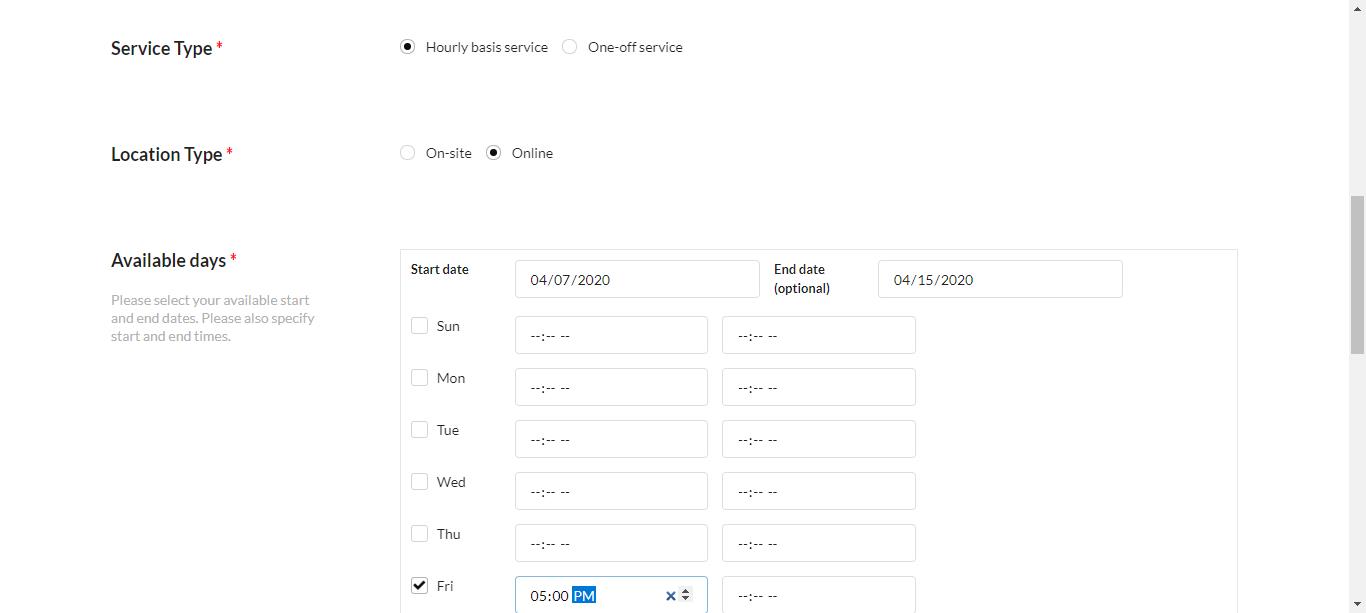 Service Type *
Hourly basis service One-off service
Location Type *
On-site Online
Available days *
Please select your available start
and end dates. Please also specify
start and end times.
Start date 04/07/2020 End date
(optional) 04/15/2020
Sun --:-- -- --:-- --
Mon --:-- -- --:-- --
Tue --:-- -- --:-- --
Wed --:-- -- --:-- --
Thu --:-- -- --:-- --
Fri 05:00 PM --:-- --